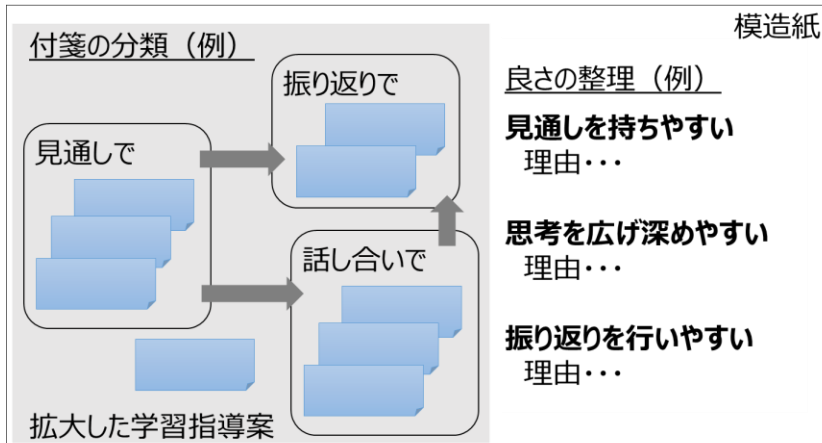 模造紙
付箋の分類（例）
振り返りで
見通しで
話し合いで
拡大した学習指導案
良さの整理（例）
見通しを持ちやすい
理由・・・
思考を広げ深めやすい
理由・・・
振り返りを行いやすい
理由・・・